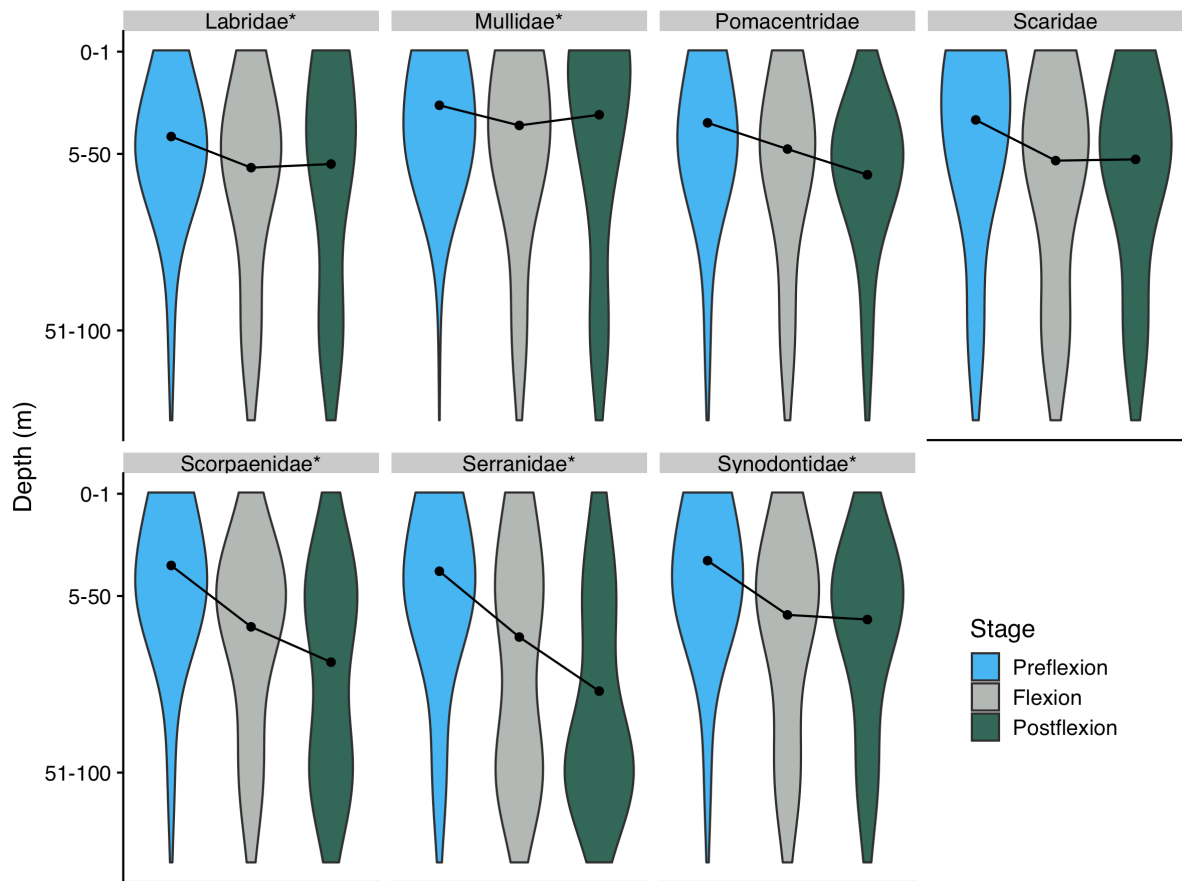 Labridae*
Mullidae*
Pomacentridae
Scaridae
0-1
5-50
51-100
Depth (m)
Scorpaenidae*
Serranidae*
Synodontidae*
0-1
5-50
51-100
Stage
Preflexion
Flexion
Postflexion